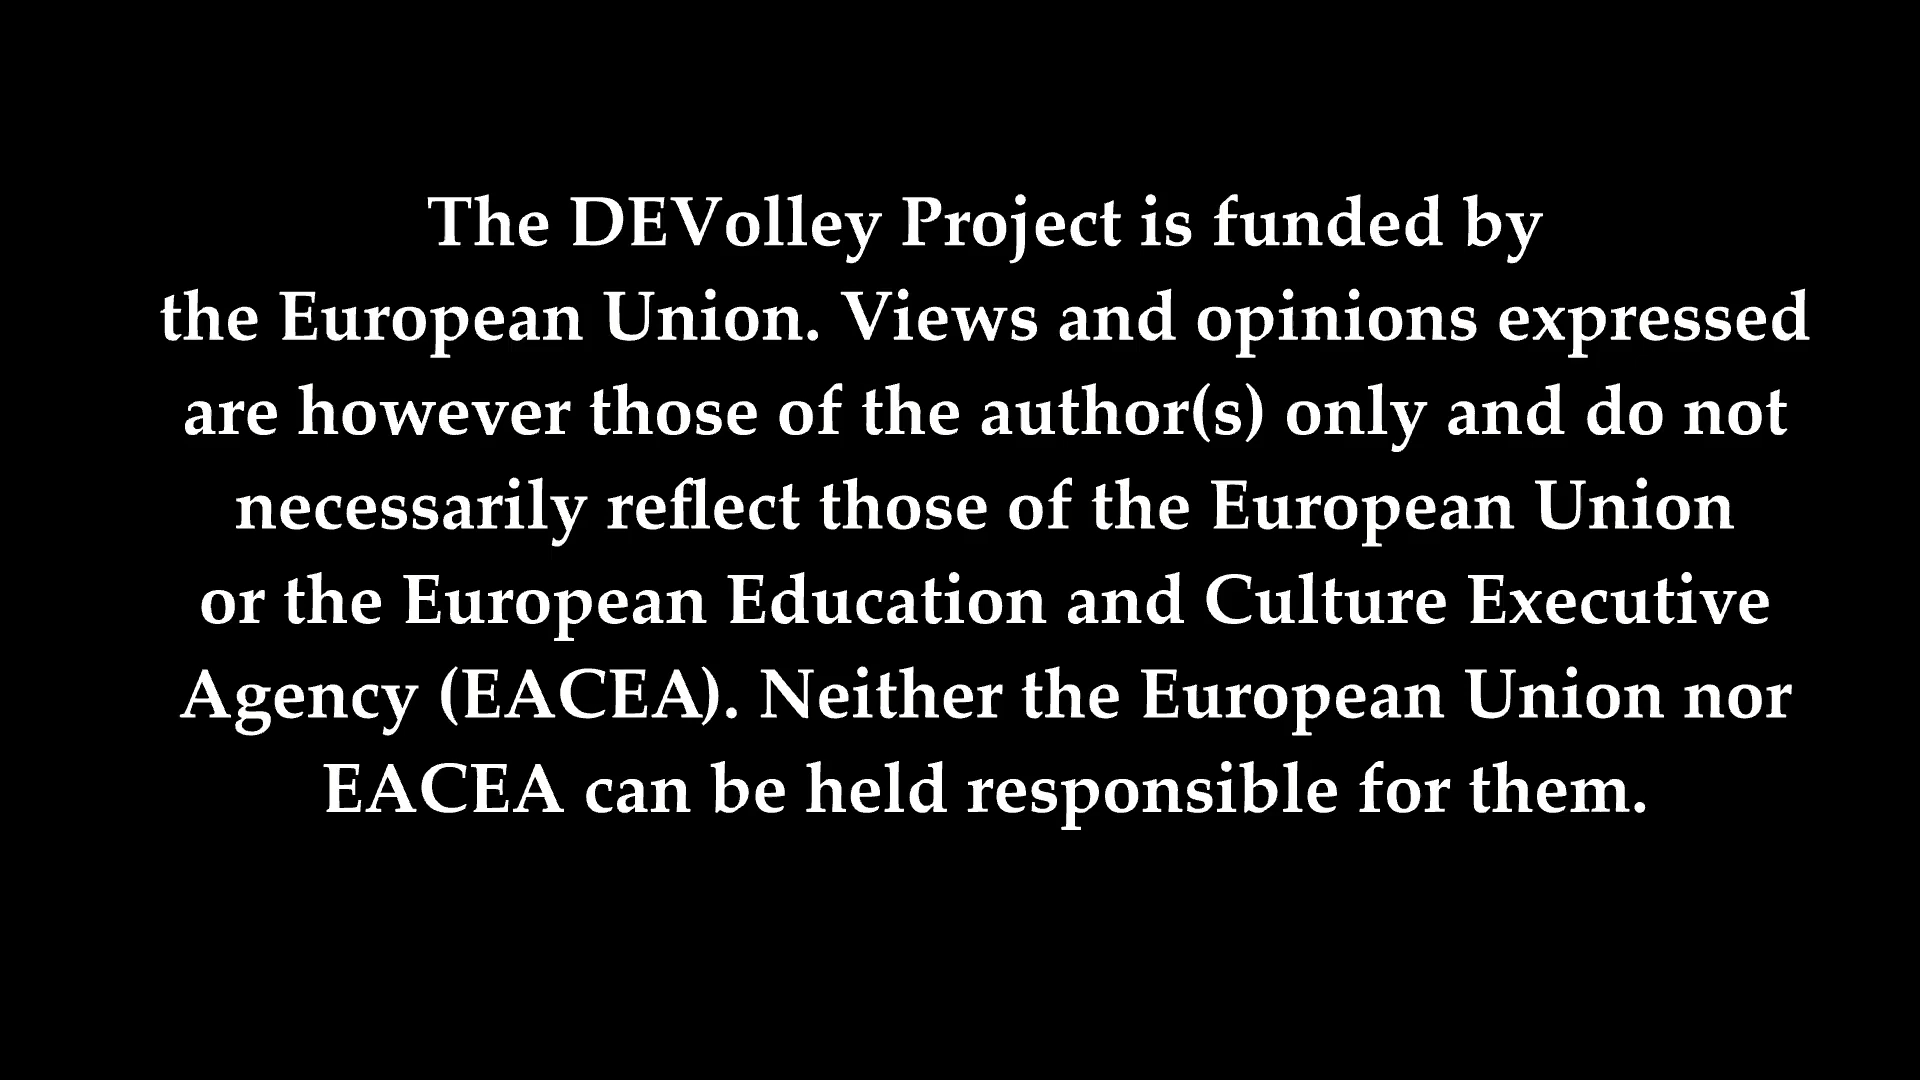 The DEVolley Project is funded by
the European Union. Views and opinions expressed
are however those of the author(s) only and do not
necessarily reflect those of the European Union
or the European Education and Culture Executive
Agency (EACEA). Neither the European Union nor
EACEA can be held responsible for them.